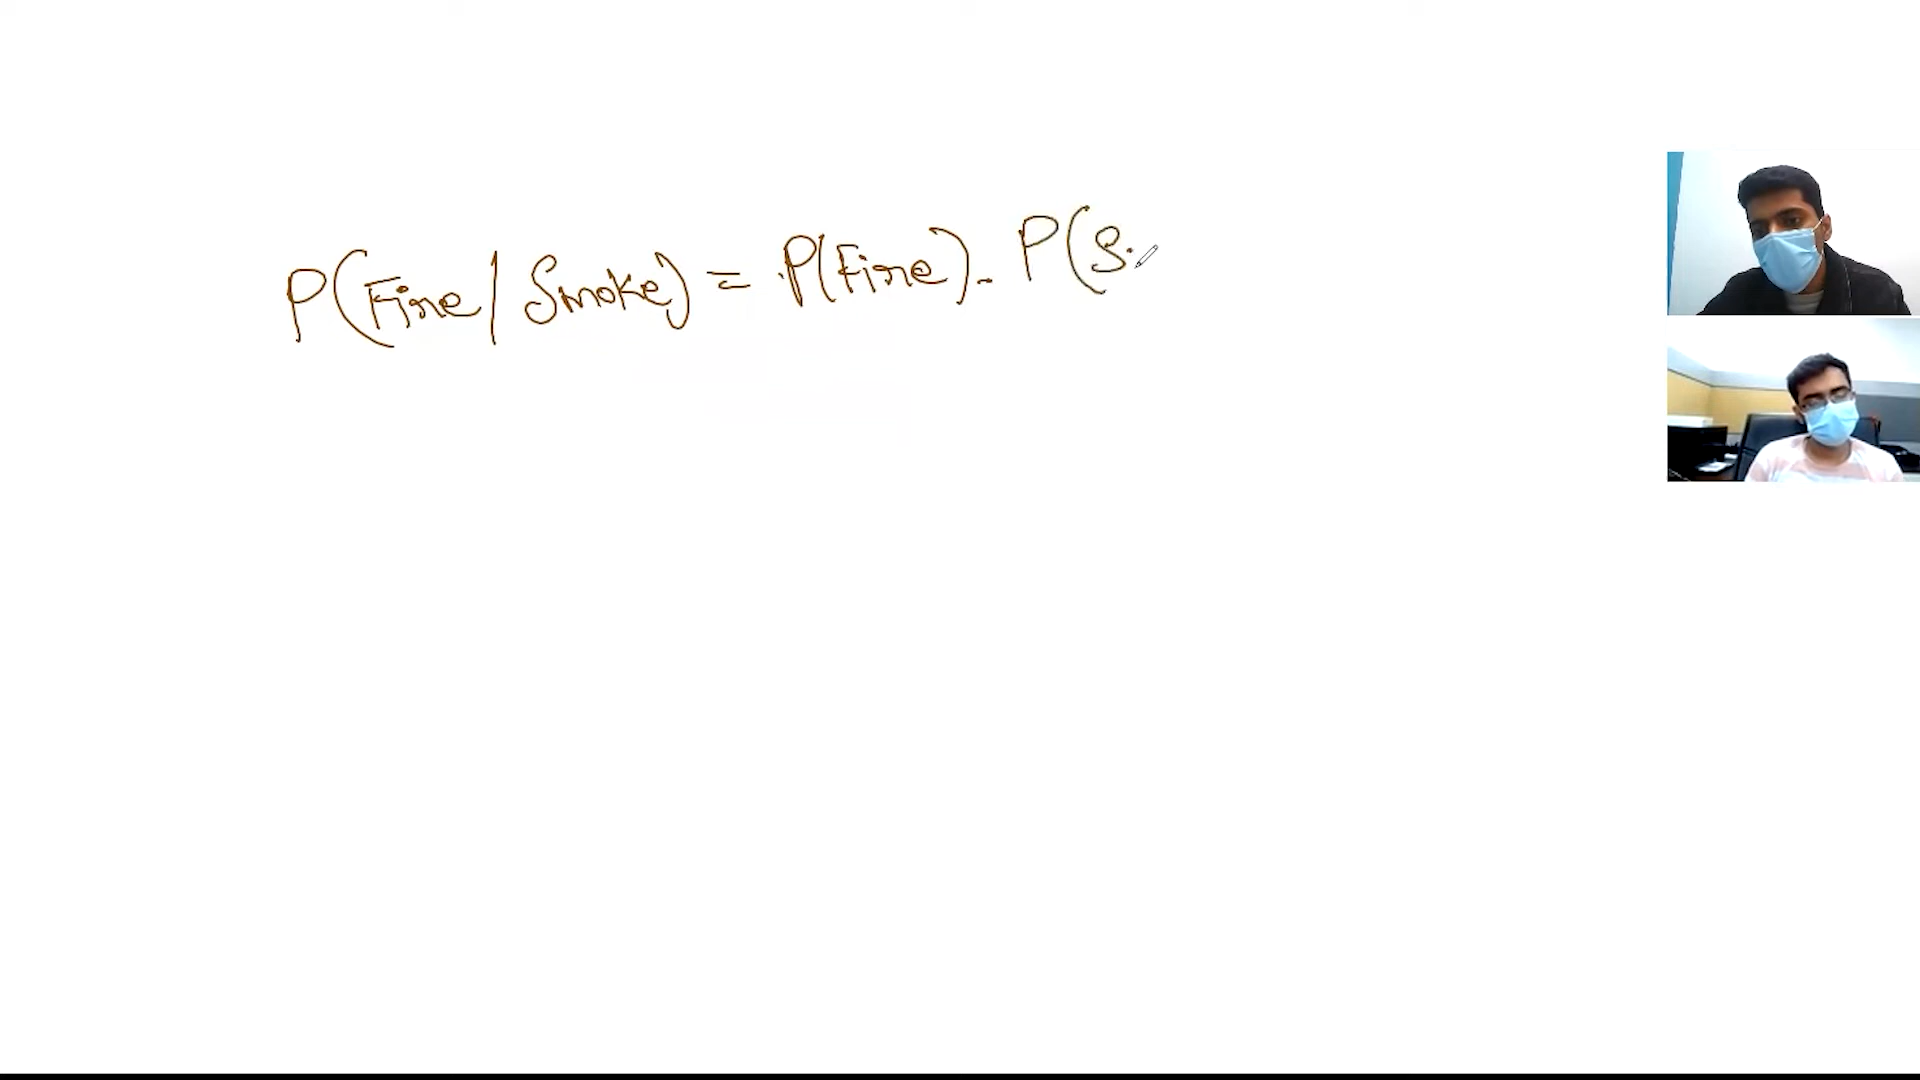 P(Fire/Smoke) = P(Fire). P(S